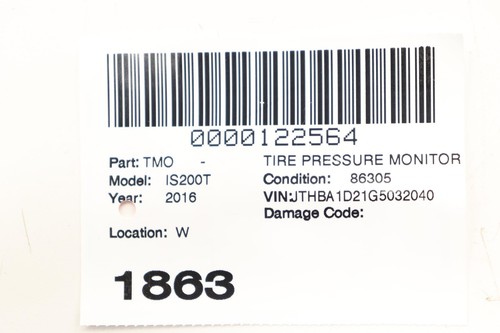 0000122564
Part: TMO - TIRE PRESSURE MONITOR
Model: IS200T Condition: 86305
Year: 2016 VIN:JTHBA1D21G5032040
Damage Code:
Location: W
1863